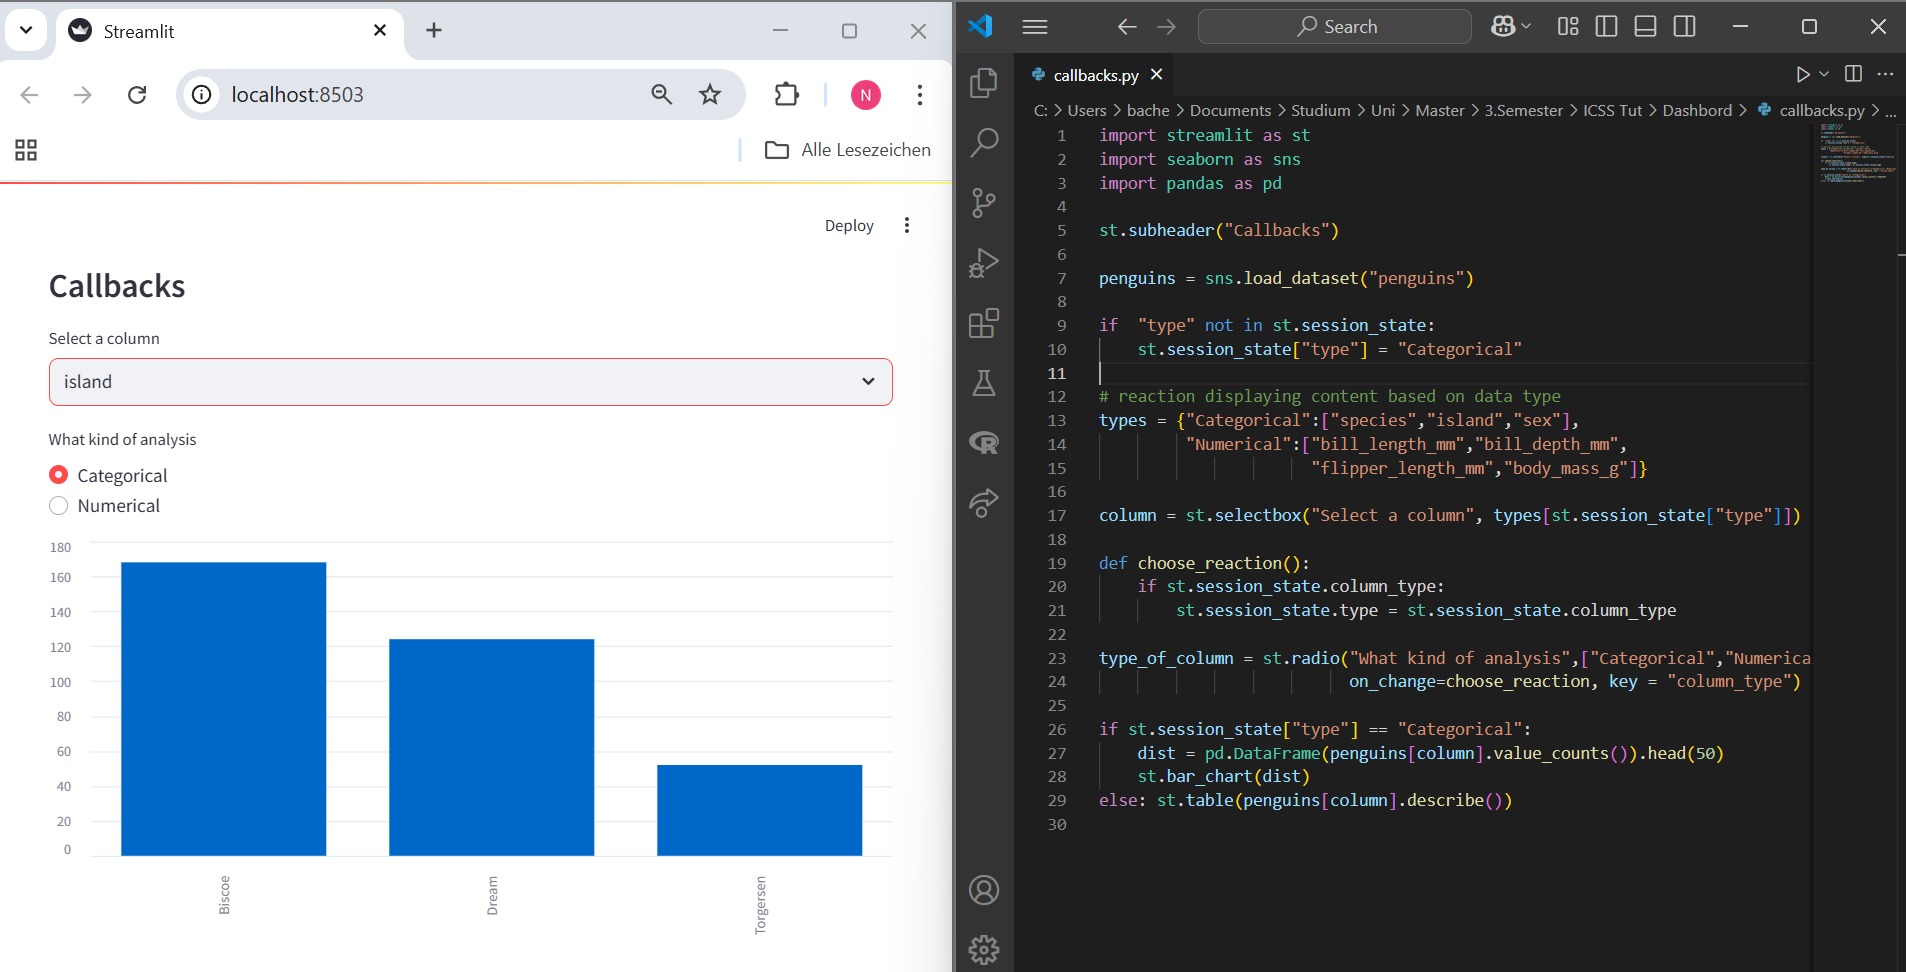 Streamlit
localhost:8503
N
Alle Lesezeichen
Deploy
Callbacks
Select a column
island
What kind of analysis
Categorical
Numerical
180
160
140
120
100
80
60
40
20
0
Biscoe
Dream
Torgersen
Search
callbacks.py
C: > Users > bache > Documents > Studium > Uni > Master > 3.Semester > ICSS Tut > Dashbord > callbacks.py > ...
1 import streamlit as st
2 import seaborn as sns
3 import pandas as pd
4
5 st.subheader("Callbacks")
6
7 penguins = sns.load_dataset("penguins")
8
9 if  "type" not in st.session_state:
10     st.session_state["type"] = "Categorical"
11
12 # reaction displaying content based on data type
13 types = {"Categorical":["species","island","sex"],
14          "Numerical":["bill_length_mm","bill_depth_mm",
15                       "flipper_length_mm","body_mass_g"]}
16
17 column = st.selectbox("Select a column", types[st.session_state["type"]])
18
19 def choose_reaction():
20     if st.session_state.column_type:
21         st.session_state.type = st.session_state.column_type
22
23 type_of_column = st.radio("What kind of analysis",["Categorical","Numerica
24                           on_change=choose_reaction, key = "column_type")
25
26 if st.session_state["type"] == "Categorical":
27     dist = pd.DataFrame(penguins[column].value_counts()).head(50)
28     st.bar_chart(dist)
29 else: st.table(penguins[column].describe())
30